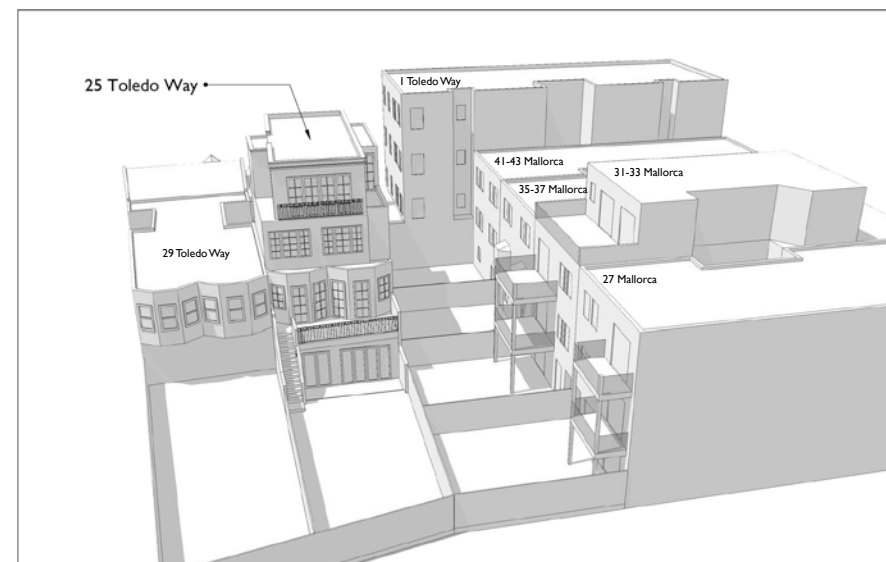 1 Toledo Way
25 Toledo Way
41-43 Mallorca
31-33 Mallorca
35-37 Mallorca
29 Toledo Way
27 Mallorca